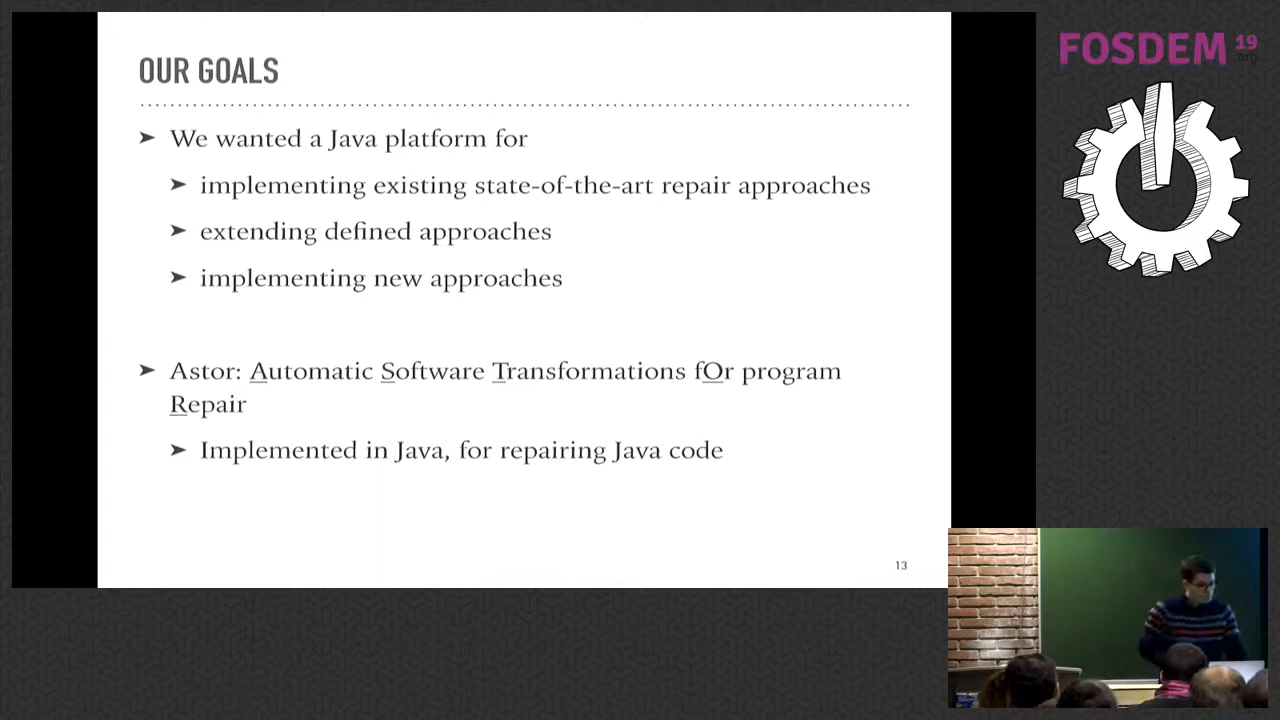 OUR GOALS
➤ We wanted a Java platform for
➤ implementing existing state-of-the-art repair approaches
➤ extending defined approaches
➤ implementing new approaches
➤ Astor: Automatic Software Transformations fOr program
Repair
➤ Implemented in Java, for repairing Java code
13
FOSDEM 19
.org